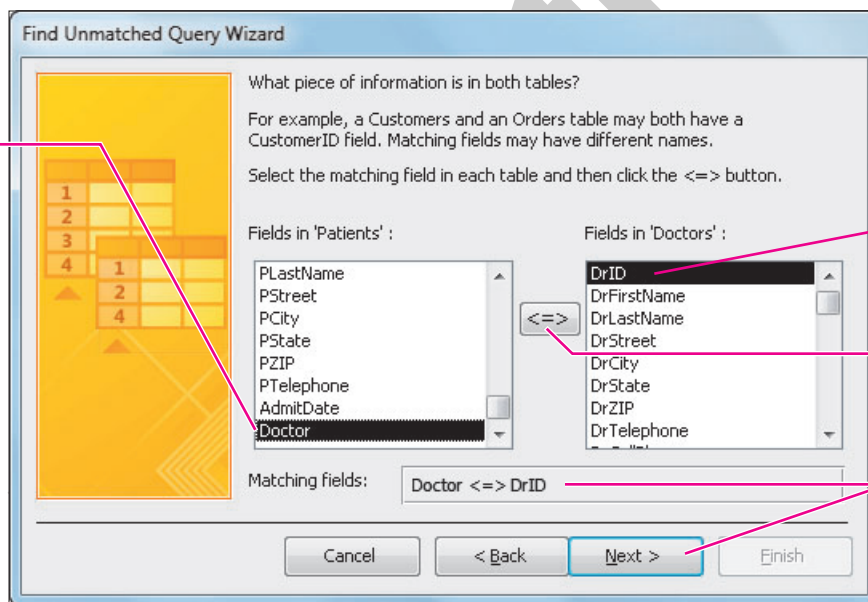 Find Unmatched Query Wizard
What piece of information is in both tables?
For example, a Customers and an Orders table may both have a
CustomerID field. Matching fields may have different names.
Select the matching field in each table and then click the <=> button.
1
2
3
4
1
2
4
Fields in 'Patients' :
PLastName
PStreet
PCity
PState
PZIP
PTelephone
AdmitDate
Doctor
<=>
Fields in 'Doctors' :
DrID
DrFirstName
DrLastName
DrStreet
DrCity
DrState
DrZIP
DrTelephone
Matching fields:
Doctor <=> DrID
Cancel
< Back
Next >
Finish